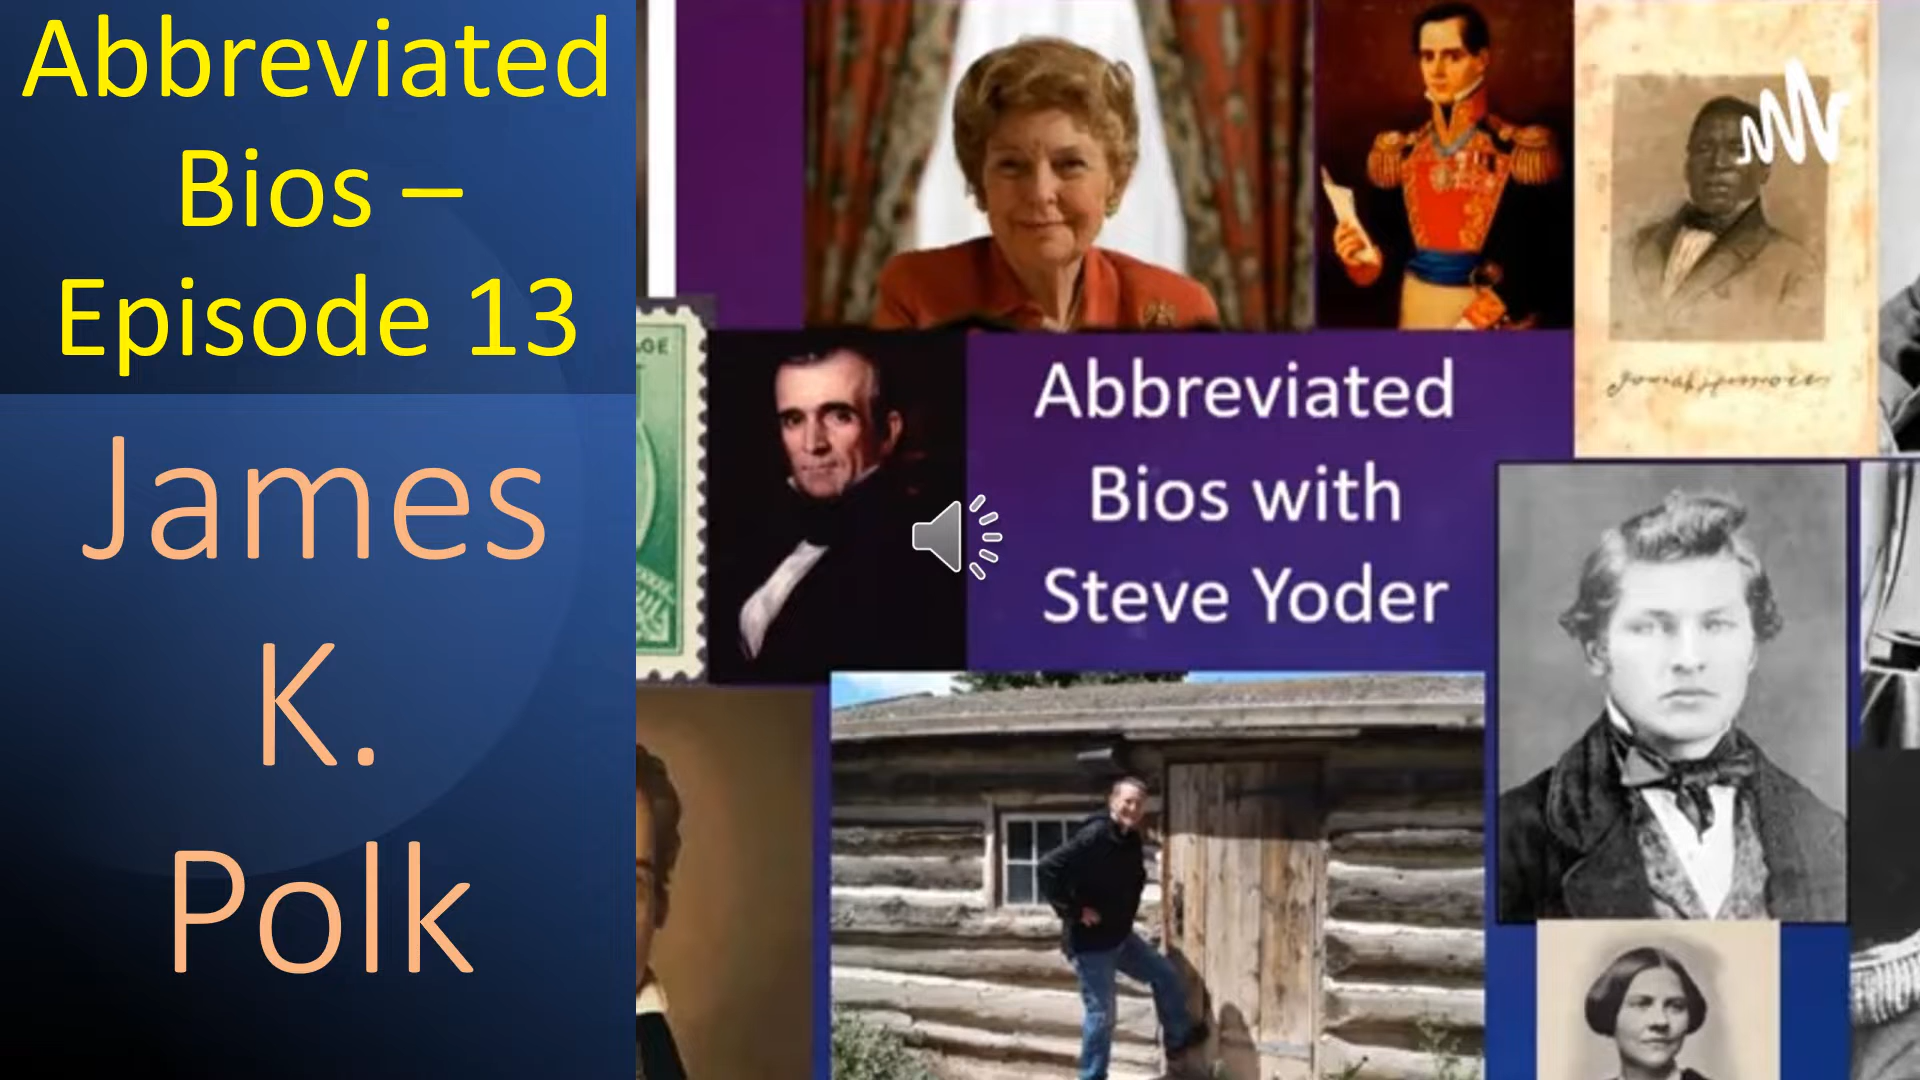 Abbreviated
Bios –
Episode 13
James
K.
Polk
Abbreviated
Bios with
Steve Yoder